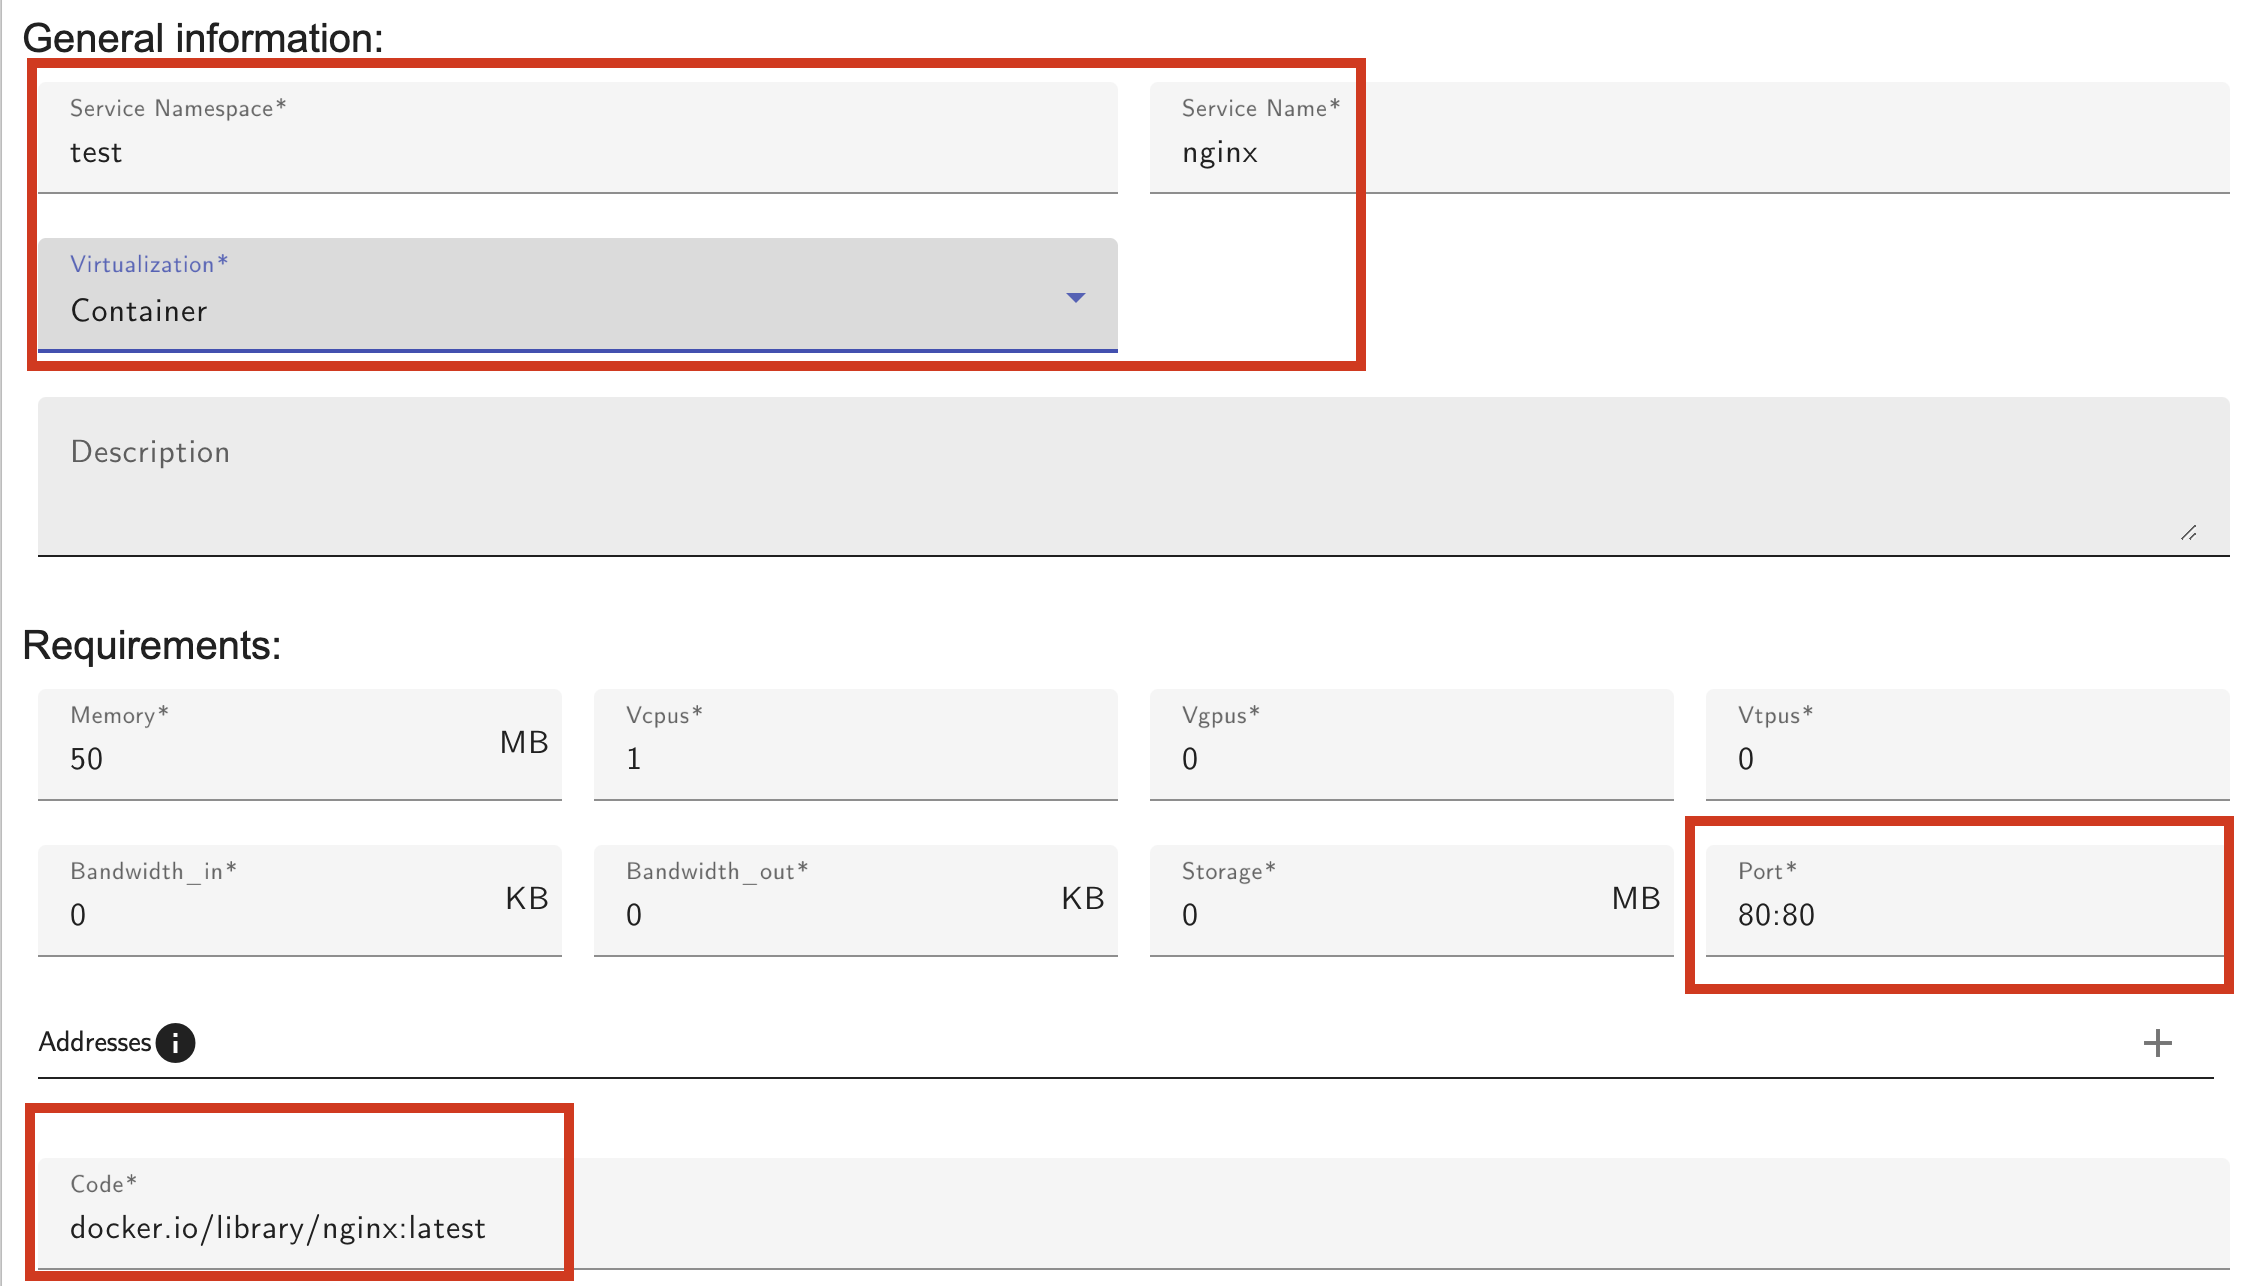 General information:
Service Namespace*
test
Service Name*
nginx
Virtualization*
Container
Description
Requirements:
Memory*
50
MB
Vcpus*
1
Vgpus*
0
Vtpus*
0
Bandwidth_in*
0
KB
Bandwidth_out*
0
KB
Storage*
0
MB
Port*
80:80
Addresses i
Code*
docker.io/library/nginx:latest